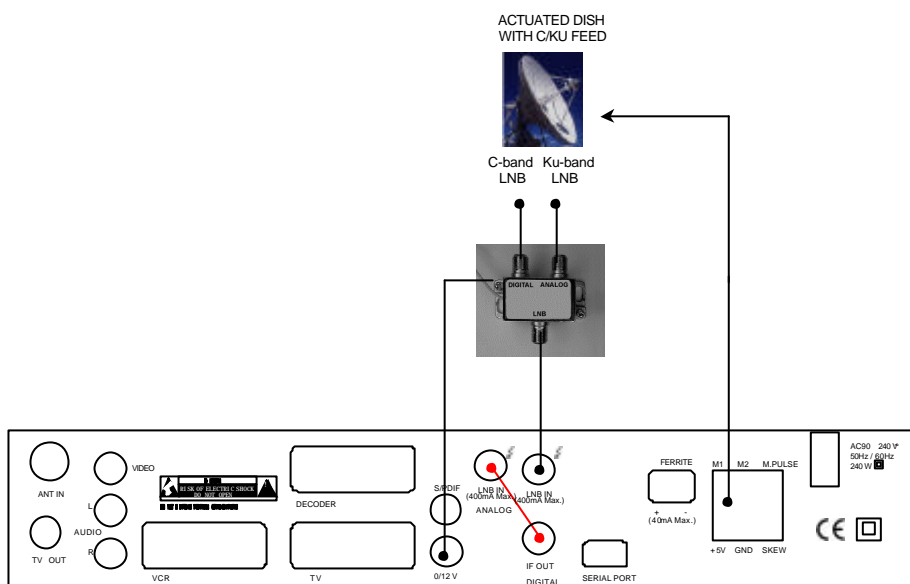 ACTUATED DISH
WITH C/KU FEED
C-band
LNB
Ku-band
LNB
DIGITAL
ANALOG
LNB
ANT IN
VIDEO
L
AUDIO
R
TV OUT
RISK OF ELECTRIC SHOCK
DO NOT OPEN
VCR
DECODER
TV
S/PDIF
0/12 V
LNB IN
(400mA Max.)
ANALOG
LNB IN
(400mA Max.)
IF OUT
DIGITAL
SERIAL PORT
FERRITE
+ -
(40mA Max.)
M1 M2 M.PULSE
+5V GND SKEW
AC90 240 V*
50Hz / 60Hz
240 W
CE